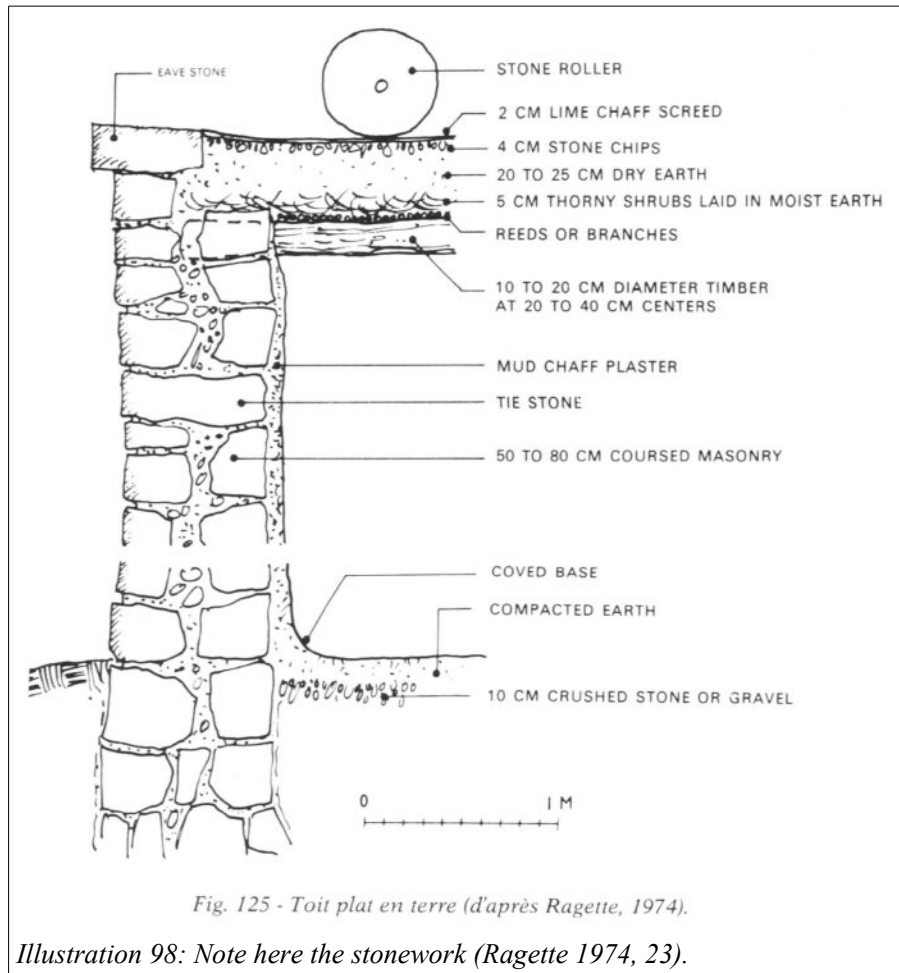 EAVE STONE
STONE ROLLER
2 CM LIME CHAFF SCREED
4 CM STONE CHIPS
20 TO 25 CM DRY EARTH
5 CM THORNY SHRUBS LAID IN MOIST EARTH
REEDS OR BRANCHES
10 TO 20 CM DIAMETER TIMBER
AT 20 TO 40 CM CENTERS
MUD CHAFF PLASTER
TIE STONE
50 TO 80 CM COURSED MASONRY
COVED BASE
COMPACTED EARTH
10 CM CRUSHED STONE OR GRAVEL
0 1 M
Fig. 125 - Toit plat en terre (d'après Ragette, 1974).
Illustration 98: Note here the stonework (Ragette 1974, 23).